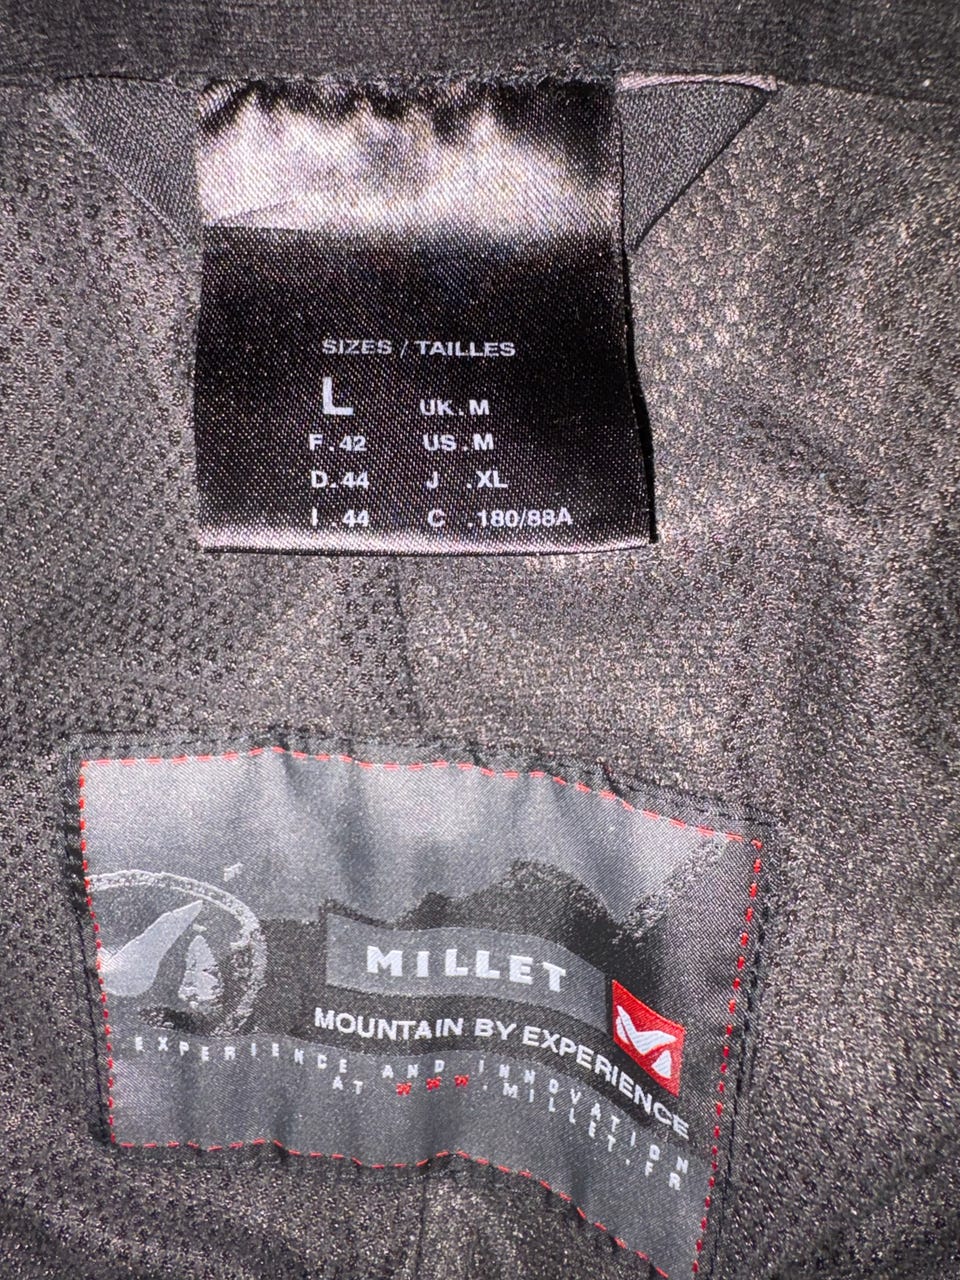 SIZES / TAILLES
L UK.M
F.42 US.M
D.44 J .XL
I .44 C .180/88A
MILLET
MOUNTAIN BY EXPERIENCE
EXPERIENCE AND INNOVATION
AT WWW.MILLET.FR